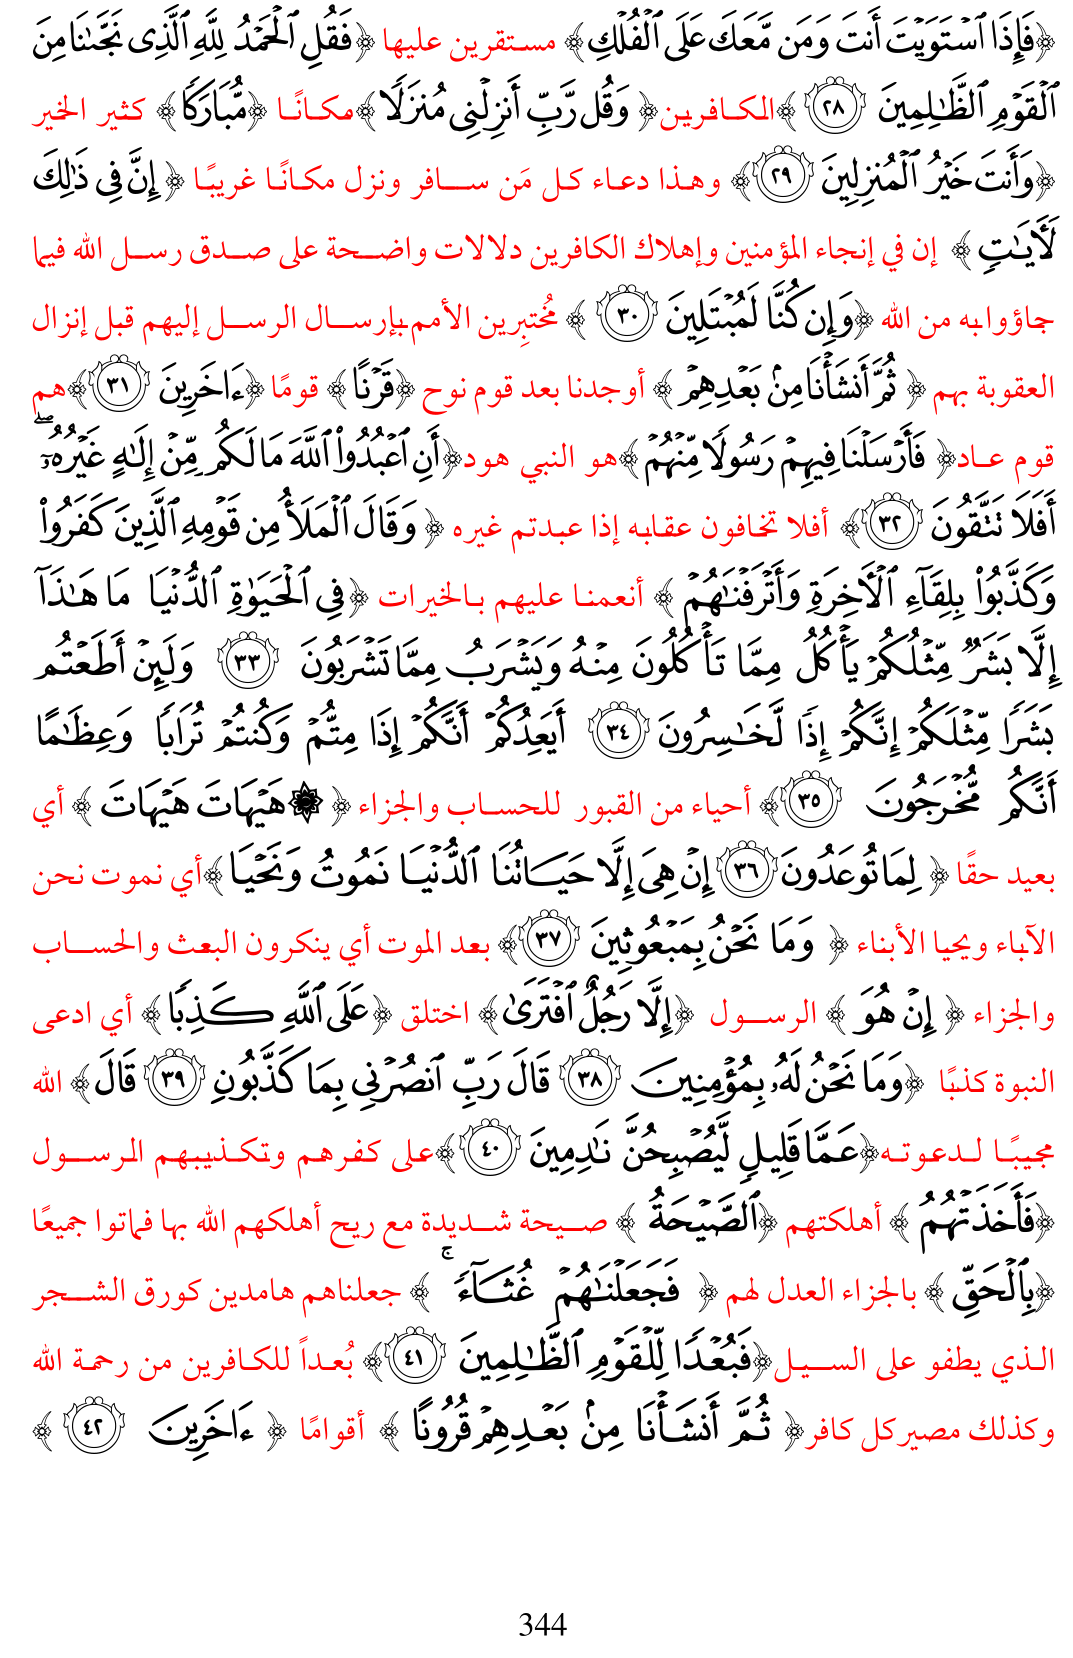 ﴿فَإِذَا ٱسْتَوَيْتَ أَنتَ وَمَن مَّعَكَ عَلَى ٱلْفُلْكِ﴾ مستقرين عليها ﴿فَقُلِ ٱلْحَمْدُ لِلَّهِ ٱلَّذِى نَجَّىٰنَا مِنَ
ٱلْقَوْمِ ٱلظَّـٰلِمِينَ ٢٨ ﴾الكافرين﴿ وَقُل رَّبِّ أَنزِلْنِى مُنزَلًا﴾مكانًا ﴿مُّبَارَكًا﴾ كثير الخير
﴿وَأَنتَ خَيْرُ ٱلْمُنزِلِينَ ٢٩﴾ وهذا دعاء كل مَن سافر ونزل مكانًا غريبًا ﴿ إِنَّ فِى ذَٰلِكَ
لَـَٔايَـٰتٍ ﴾ إن في إنجاء المؤمنين وإهلاك الكافرين دلالات واضحة على صدق رسل الله فيما
جاؤوا به من الله ﴿وَإِن كُنَّا لَمُبْتَلِينَ ٣٠ ﴾ مُختبِرين الأمم بإرسال الرسل إليهم قبل إنزال
العقوبة بهم ﴿ ثُمَّ أَنشَأْنَا مِنۢ بَعْدِهِمْ ﴾ أوجدنا بعد قوم نوح ﴿قَرْنًا﴾ قومًا ﴿ءَاخَرِينَ ٣١﴾هم
قوم عاد﴿ فَأَرْسَلْنَا فِيهِمْ رَسُولًا مِّنْهُمْ﴾هو النبي هود﴿أَنِ ٱعْبُدُوا۟ ٱللَّهَ مَا لَكُم مِّنْ إِلَـٰهٍ غَيْرُهُۥٓ ۖ
أَفَلَا تَتَّقُونَ ٣٢﴾ أفلا تخافون عقابه إذا عبدتم غيره ﴿ وَقَالَ ٱلْمَلَأُ مِن قَوْمِهِ ٱلَّذِينَ كَفَرُوا۟
وَكَذَّبُوا۟ بِلِقَآءِ ٱلْـَٔاخِرَةِ وَأَتْرَفْنَـٰهُمْ ﴾ أنعمنا عليهم بالخيرات ﴿فِى ٱلْحَيَوٰةِ ٱلدُّنْيَا مَا هَـٰذَآ
إِلَّا بَشَرٌ مِّثْلُكُمْ يَأْكُلُ مِمَّا تَأْكُلُونَ مِنْهُ وَيَشْرَبُ مِمَّا تَشْرَبُونَ ٣٣ وَلَئِنْ أَطَعْتُم
بَشَرًا مِّثْلَكُمْ إِنَّكُمْ إِذًا لَّخَـٰسِرُونَ ٣٤ أَيَعِدُكُمْ أَنَّكُمْ إِذَا مِتُّمْ وَكُنتُمْ تُرَابًا وَعِظَـٰمًا
أَنَّكُم مُّخْرَجُونَ ٣٥﴾ أحياء من القبور للحساب والجزاء ﴿ ۞هَيْهَاتَ هَيْهَاتَ ﴾ أي
بعيد حقًا ﴿ لِمَا تُوعَدُونَ ٣٦ إِنْ هِىَ إِلَّا حَيَاتُنَا ٱلدُّنْيَا نَمُوتُ وَنَحْيَا﴾أي نموت نحن
الآباء ويحيا الأبناء ﴿ وَمَا نَحْنُ بِمَبْعُوثِينَ ٣٧﴾ بعد الموت أي ينكرون البعث والحساب
والجزاء ﴿ إِنْ هُوَ ﴾ الرسول ﴿إِلَّا رَجُلٌ ٱفْتَرَىٰ﴾ اختلق ﴿عَلَى ٱللَّهِ كَذِبًا﴾ أي ادعى
النبوة كذبًا ﴿وَمَا نَحْنُ لَهُۥ بِمُؤْمِنِينَ ٣٨ قَالَ رَبِّ ٱنصُرْنِى بِمَا كَذَّبُونِ ٣٩ قَالَ﴾ الله
مجيبًا لدعوته﴿عَمَّا قَلِيلٍ لَّيُصْبِحُنَّ نَـٰدِمِينَ ٤٠﴾على كفرهم وتكذيبهم الرسول
﴿فَأَخَذَتْهُمُ ﴾ أهلكتهم ﴿ٱلصَّيْحَةُ ﴾ صيحة شديدة مع ريح أهلكهم الله بها فماتوا جميعًا
﴿بِٱلْحَقِّ ﴾ بالجزاء العدل لهم ﴿ فَجَعَلْنَـٰهُمْ غُثَآءً ۚ ﴾ جعلناهم هامدين كورق الشجر
الذي يطفو على السيل﴿فَبُعْدًا لِّلْقَوْمِ ٱلظَّـٰلِمِينَ ٤١﴾ بُعداً للكافرين من رحمة الله
وكذلك مصير كل كافر﴿ ثُمَّ أَنشَأْنَا مِنۢ بَعْدِهِمْ قُرُونًا ﴾ أقوامًا ﴿ ءَاخَرِينَ ٤٢ ﴾
344